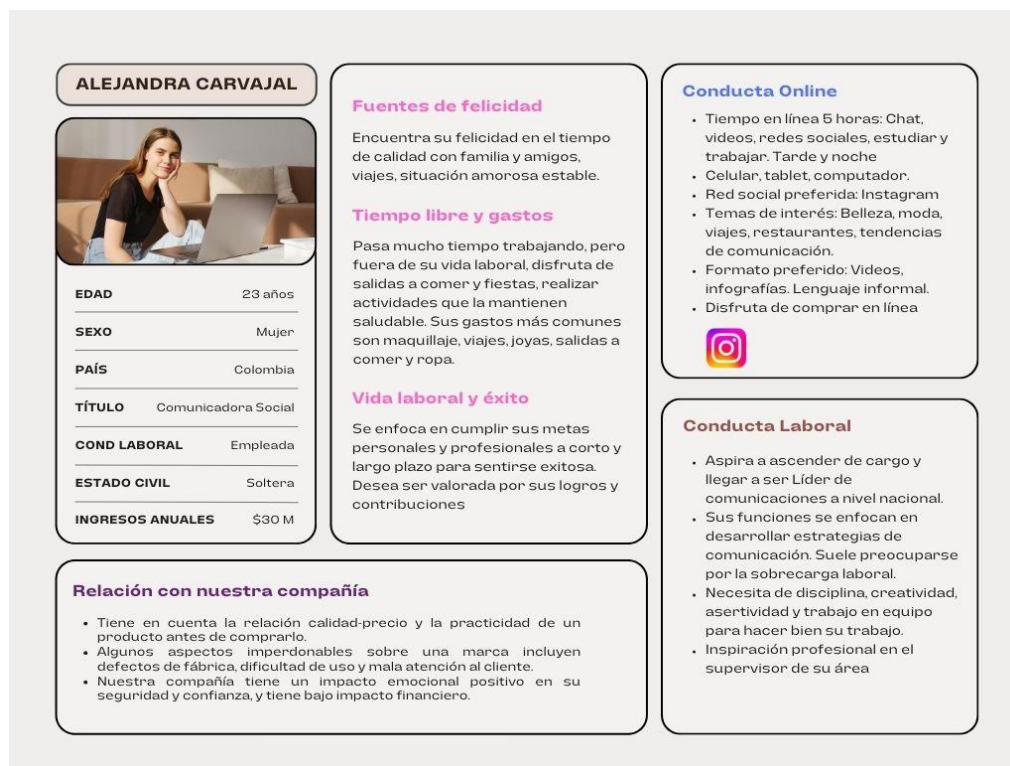 ALEJANDRA CARVAJAL
EDAD 23 años
SEXO Mujer
PAÍS Colombia
TÍTULO Comunicadora Social
COND LABORAL Empleada
ESTADO CIVIL Soltera
INGRESOS ANUALES $30 M
Fuentes de felicidad
Encuentra su felicidad en el tiempo
de calidad con familia y amigos,
viajes, situación amorosa estable.
Tiempo libre y gastos
Pasa mucho tiempo trabajando, pero
fuera de su vida laboral, disfruta de
salidas a comer y fiestas, realizar
actividades que la mantienen
saludable. Sus gastos más comunes
son maquillaje, viajes, joyas, salidas a
comer y ropa.
Vida laboral y éxito
Se enfoca en cumplir sus metas
personales y profesionales a corto y
largo plazo para sentirse exitosa.
Desea ser valorada por sus logros y
contribuciones
Conducta Online
• Tiempo en línea 5 horas: Chat,
videos, redes sociales, estudiar y
trabajar. Tarde y noche
• Celular, tablet, computador.
• Red social preferida: Instagram
• Temas de interés: Belleza, moda,
viajes, restaurantes, tendencias
de comunicación.
• Formato preferido: Videos,
infografías. Lenguaje informal.
• Disfruta de comprar en línea
Conducta Laboral
• Aspira a ascender de cargo y
llegar a ser Líder de
comunicaciones a nivel nacional.
• Sus funciones se enfocan en
desarrollar estrategias de
comunicación. Suele preocuparse
por la sobrecarga laboral.
• Necesita de disciplina, creatividad,
asertividad y trabajo en equipo
para hacer bien su trabajo.
• Inspiración profesional en el
supervisor de su área
Relación con nuestra compañía
• Tiene en cuenta la relación calidad-precio y la practicidad de un
producto antes de comprarlo.
• Algunos aspectos imperdonables sobre una marca incluyen
defectos de fábrica, dificultad de uso y mala atención al cliente.
• Nuestra compañía tiene un impacto emocional positivo en su
seguridad y confianza, y tiene bajo impacto financiero.